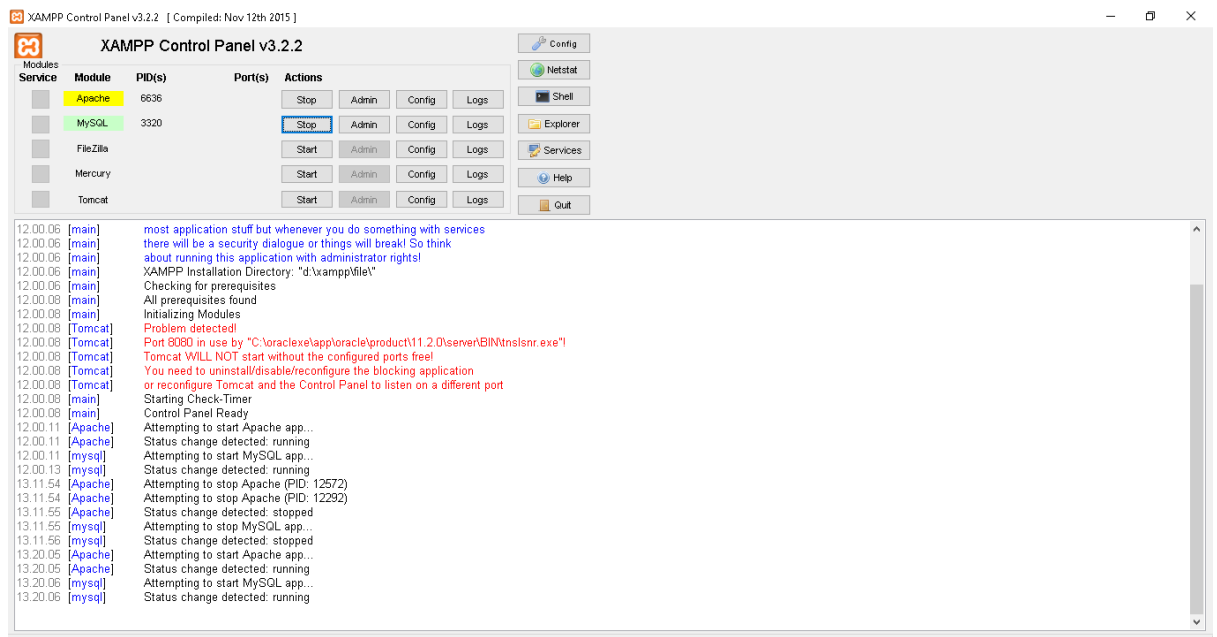 XAMPP Control Panel v3.2.2 [ Compiled: Nov 12th 2015 ]
XAMPP Control Panel v3.2.2
Config
Modules
Netstat
Service Module PID(s) Port(s) Actions
Apache 6636 Stop Admin Config Logs
Shell
MySQL 3320 Stop Admin Config Logs
Explorer
FileZilla Start Admin Config Logs
Services
Mercury Start Admin Config Logs
Help
Tomcat Start Admin Config Logs
Quit
12.00.06 [main] most application stuff but whenever you do something with services
12.00.06 [main] there will be a security dialogue or things will break! So think
12.00.06 [main] about running this application with administrator rights!
12.00.06 [main] XAMPP Installation Directory: "d:\xampp\file\"
12.00.06 [main] Checking for prerequisites
12.00.08 [main] All prerequisites found
12.00.08 [main] Initializing Modules
12.00.08 [Tomcat] Problem detected!
12.00.08 [Tomcat] Port 8080 in use by "C:\oraclexe\app\oracle\product\11.2.0\server\BIN\tnslsnr.exe"!
12.00.08 [Tomcat] Tomcat WILL NOT start without the configured ports free!
12.00.08 [Tomcat] You need to uninstall/disable/reconfigure the blocking application
12.00.08 [Tomcat] or reconfigure Tomcat and the Control Panel to listen on a different port
12.00.08 [main] Starting Check-Timer
12.00.08 [main] Control Panel Ready
12.00.11 [Apache] Attempting to start Apache app...
12.00.11 [Apache] Status change detected: running
12.00.11 [mysql] Attempting to start MySQL app...
12.00.13 [mysql] Status change detected: running
13.11.54 [Apache] Attempting to stop Apache (PID: 12572)
13.11.54 [Apache] Attempting to stop Apache (PID: 12292)
13.11.55 [Apache] Status change detected: stopped
13.11.55 [mysql] Attempting to stop MySQL app...
13.11.56 [mysql] Status change detected: stopped
13.20.05 [Apache] Attempting to start Apache app...
13.20.05 [Apache] Status change detected: running
13.20.06 [mysql] Attempting to start MySQL app...
13.20.06 [mysql] Status change detected: running